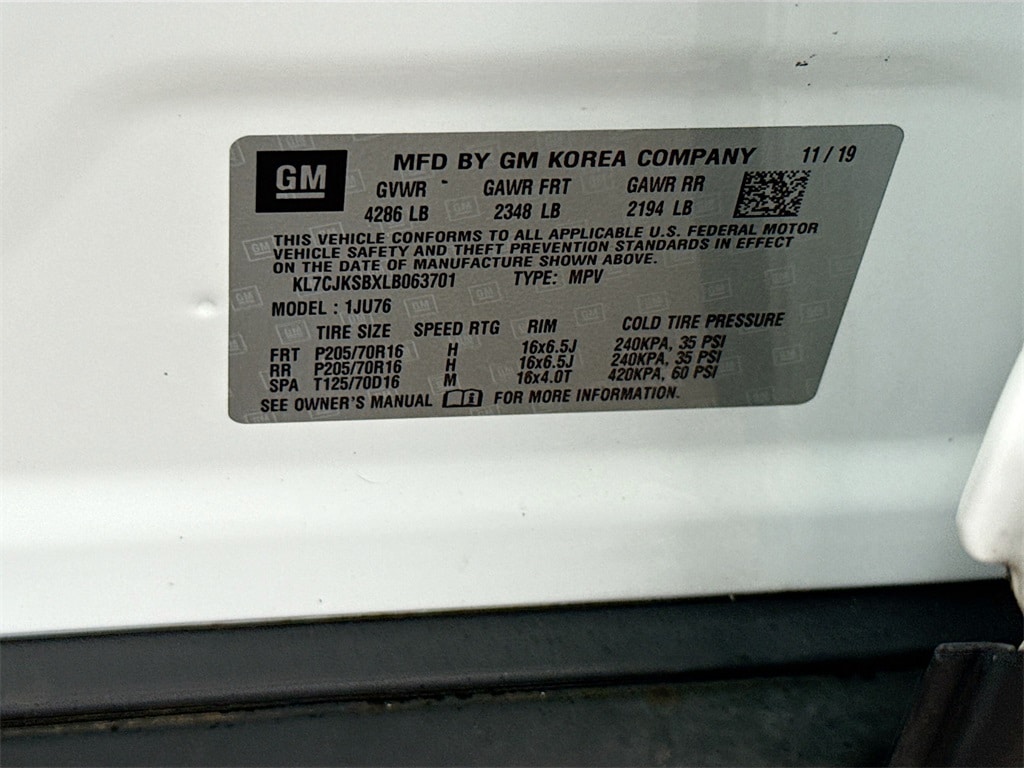 GM
MFD BY GM KOREA COMPANY 11 / 19
GVWR GAWR FRT GAWR RR
4286 LB 2348 LB 2194 LB
THIS VEHICLE CONFORMS TO ALL APPLICABLE U.S. FEDERAL MOTOR
VEHICLE SAFETY AND THEFT PREVENTION STANDARDS IN EFFECT
ON THE DATE OF MANUFACTURE SHOWN ABOVE.
KL7CJKSBXLB063701 TYPE: MPV
MODEL : 1JU76
TIRE SIZE SPEED RTG RIM COLD TIRE PRESSURE
FRT P205/70R16 H 16x6.5J 240KPA, 35 PSI
RR P205/70R16 H 16x6.5J 240KPA, 35 PSI
SPA T125/70D16 M 16x4.0T 420KPA, 60 PSI
SEE OWNER'S MANUAL i FOR MORE INFORMATION.